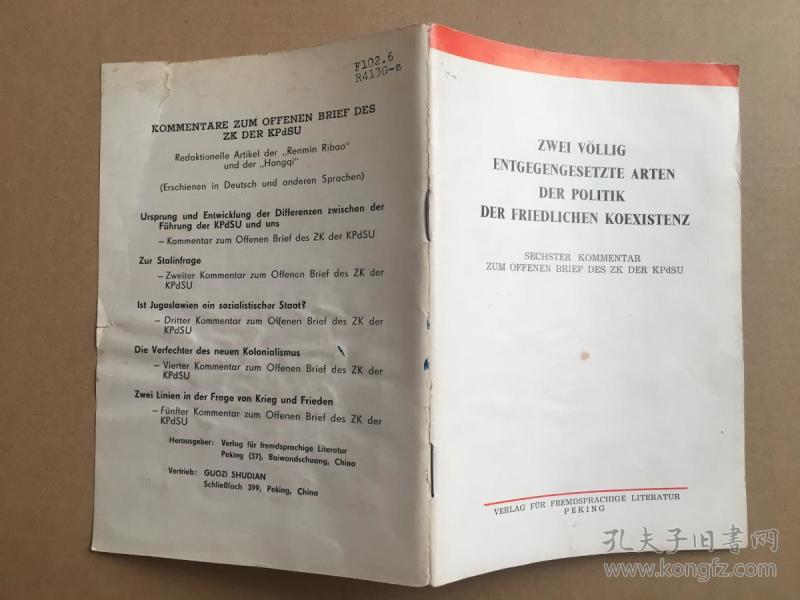 F102.6
R4130-z
KOMMENTARE ZUM OFFENEN BRIEF DES
ZK DER KPdSU
Redaktionelle Artikel der „Renmin Ribao"
und der „Hongqi"
(Erschienen in Deutsch und anderen Sprachen)
Ursprung und Entwicklung der Differenzen zwischen der
Führung der KPdSU und uns
— Kommentar zum Offenen Brief des ZK der KPdSU
Zur Stalinfrage
— Zweiter Kommentar zum Offenen Brief des ZK der
KPdSU
Ist Jugoslawien ein sozialistischer Staat?
— Dritter Kommentar zum Offenen Brief des ZK der
KPdSU
Die Verfechter des neuen Kolonialismus
— Vierter Kommentar zum Offenen Brief des ZK der
KPdSU
Zwei Linien in der Frage von Krieg und Frieden
— Fünfter Kommentar zum Offenen Brief des ZK der
KPdSU
Herausgeber: Verlag für fremdsprachige Literatur
Peking (37), Baiwandschuang, China
Vertrieb: GUOZI SHUDIAN
Schließfach 399, Peking, China
ZWEI VÖLLIG
ENTGEGENGESETZTE ARTEN
DER POLITIK
DER FRIEDLICHEN KOEXISTENZ
SECHSTER KOMMENTAR
ZUM OFFENEN BRIEF DES ZK DER KPdSU
VERLAG FÜR FREMDSPRACHIGE LITERATUR
PEKING
孔夫子旧书网
www.kongfz.com